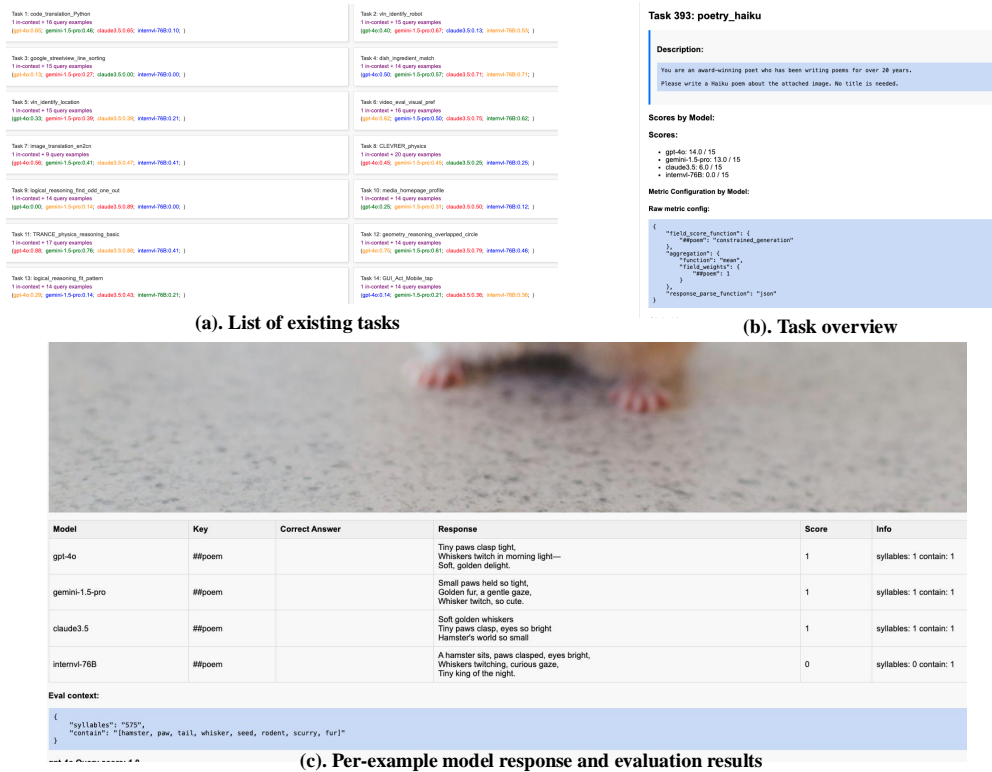 Task 1: code_translation_Python
1 in-context + 16 query examples
(gpt-4o:0.65; gemini-1.5-pro:0.46; claude3.5:0.65; internvl-76B:0.10; )
Task 2: vln_identify_robot
1 in-context + 15 query examples
(gpt-4o:0.40; gemini-1.5-pro:0.67; claude3.5:0.13; internvl-76B:0.53; )
Task 3: google_streetview_line_sorting
1 in-context + 15 query examples
(gpt-4o:0.13; gemini-1.5-pro:0.27; claude3.5:0.00; internvl-76B:0.00; )
Task 4: dish_ingredient_match
1 in-context + 14 query examples
(gpt-4o:0.50; gemini-1.5-pro:0.57; claude3.5:0.71; internvl-76B:0.71; )
Task 5: vln_identify_location
1 in-context + 15 query examples
(gpt-4o:0.33; gemini-1.5-pro:0.39; claude3.5:0.39; internvl-76B:0.21; )
Task 6: video_eval_visual_pref
1 in-context + 16 query examples
(gpt-4o:0.62; gemini-1.5-pro:0.50; claude3.5:0.75; internvl-76B:0.62; )
Task 7: image_translation_en2cn
1 in-context + 9 query examples
(gpt-4o:0.56; gemini-1.5-pro:0.41; claude3.5:0.47; internvl-76B:0.41; )
Task 8: CLEVRER_physics
1 in-context + 20 query examples
(gpt-4o:0.45; gemini-1.5-pro:0.45; claude3.5:0.25; internvl-76B:0.25; )
Task 9: logical_reasoning_find_odd_one_out
1 in-context + 14 query examples
(gpt-4o:0.00; gemini-1.5-pro:0.14; claude3.5:0.89; internvl-76B:0.00; )
Task 10: media_homepage_profile
1 in-context + 14 query examples
(gpt-4o:0.25; gemini-1.5-pro:0.31; claude3.5:0.50; internvl-76B:0.12; )
Task 11: TRANCE_physics_reasoning_basic
1 in-context + 17 query examples
(gpt-4o:0.88; gemini-1.5-pro:0.76; claude3.5:0.88; internvl-76B:0.41; )
Task 12: geometry_reasoning_overlapped_circle
1 in-context + 14 query examples
(gpt-4o:0.75; gemini-1.5-pro:0.61; claude3.5:0.79; internvl-76B:0.46; )
Task 13: logical_reasoning_fit_pattern
1 in-context + 14 query examples
(gpt-4o:0.29; gemini-1.5-pro:0.14; claude3.5:0.43; internvl-76B:0.21; )
Task 14: GUI_Act_Mobile_tap
1 in-context + 14 query examples
(gpt-4o:0.14; gemini-1.5-pro:0.21; claude3.5:0.36; internvl-76B:0.36; )
(a). List of existing tasks
Task 393: poetry_haiku
Description:
You are an award-winning poet who has been writing poems for over 20 years.
Please write a Haiku poem about the attached image. No title is needed.
Scores by Model:
Scores:
• gpt-4o: 14.0 / 15
• gemini-1.5-pro: 13.0 / 15
• claude3.5: 6.0 / 15
• internvl-76B: 0.0 / 15
Metric Configuration by Model:
Raw metric config:
{
"field_score_function": {
"##poem": "constrained_generation"
},
"aggregation": {
"function": "mean",
"field_weights": {
"##poem": 1
}
},
"response_parse_function": "json"
}
(b). Task overview
Model Key Correct Answer Response Score Info
gpt-4o ##poem Tiny paws clasp tight, 1 syllables: 1 contain: 1
Whiskers twitch in morning light—
Soft, golden delight.
gemini-1.5-pro ##poem Small paws held so tight, 1 syllables: 1 contain: 1
Golden fur, a gentle gaze,
Whisker twitch, so cute.
claude3.5 ##poem Soft golden whiskers 1 syllables: 1 contain: 1
Tiny paws clasp, eyes so bright
Hamster's world so small
internvl-76B ##poem A hamster sits, paws clasped, eyes bright, 0 syllables: 0 contain: 1
Whiskers twitching, curious gaze,
Tiny king of the night.
Eval context:
{
"syllables": "575",
"contain": "[hamster, paw, tail, whisker, seed, rodent, scurry, fur]"
}
(c). Per-example model response and evaluation results